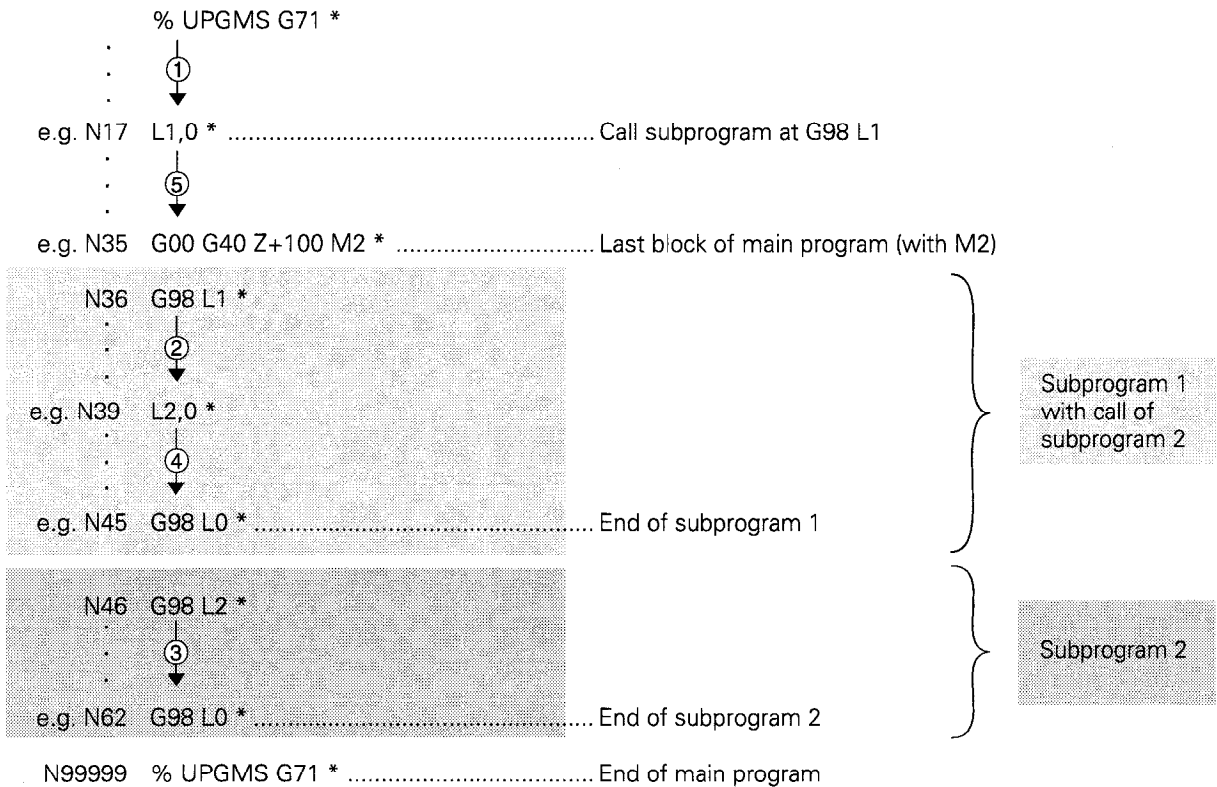 % UPGMS G71 *
①
e.g. N17 L1,0 * ........................................................ Call subprogram at G98 L1
⑤
e.g. N35 G00 G40 Z+100 M2 * .............................. Last block of main program (with M2)
N36 G98 L1 *
②
e.g. N39 L2,0 *
④
e.g. N45 G98 L0 * .................................................... End of subprogram 1
Subprogram 1
with call of
subprogram 2
N46 G98 L2 *
③
e.g. N62 G98 L0 * .................................................... End of subprogram 2
Subprogram 2
N99999 % UPGMS G71 * ..................................... End of main program